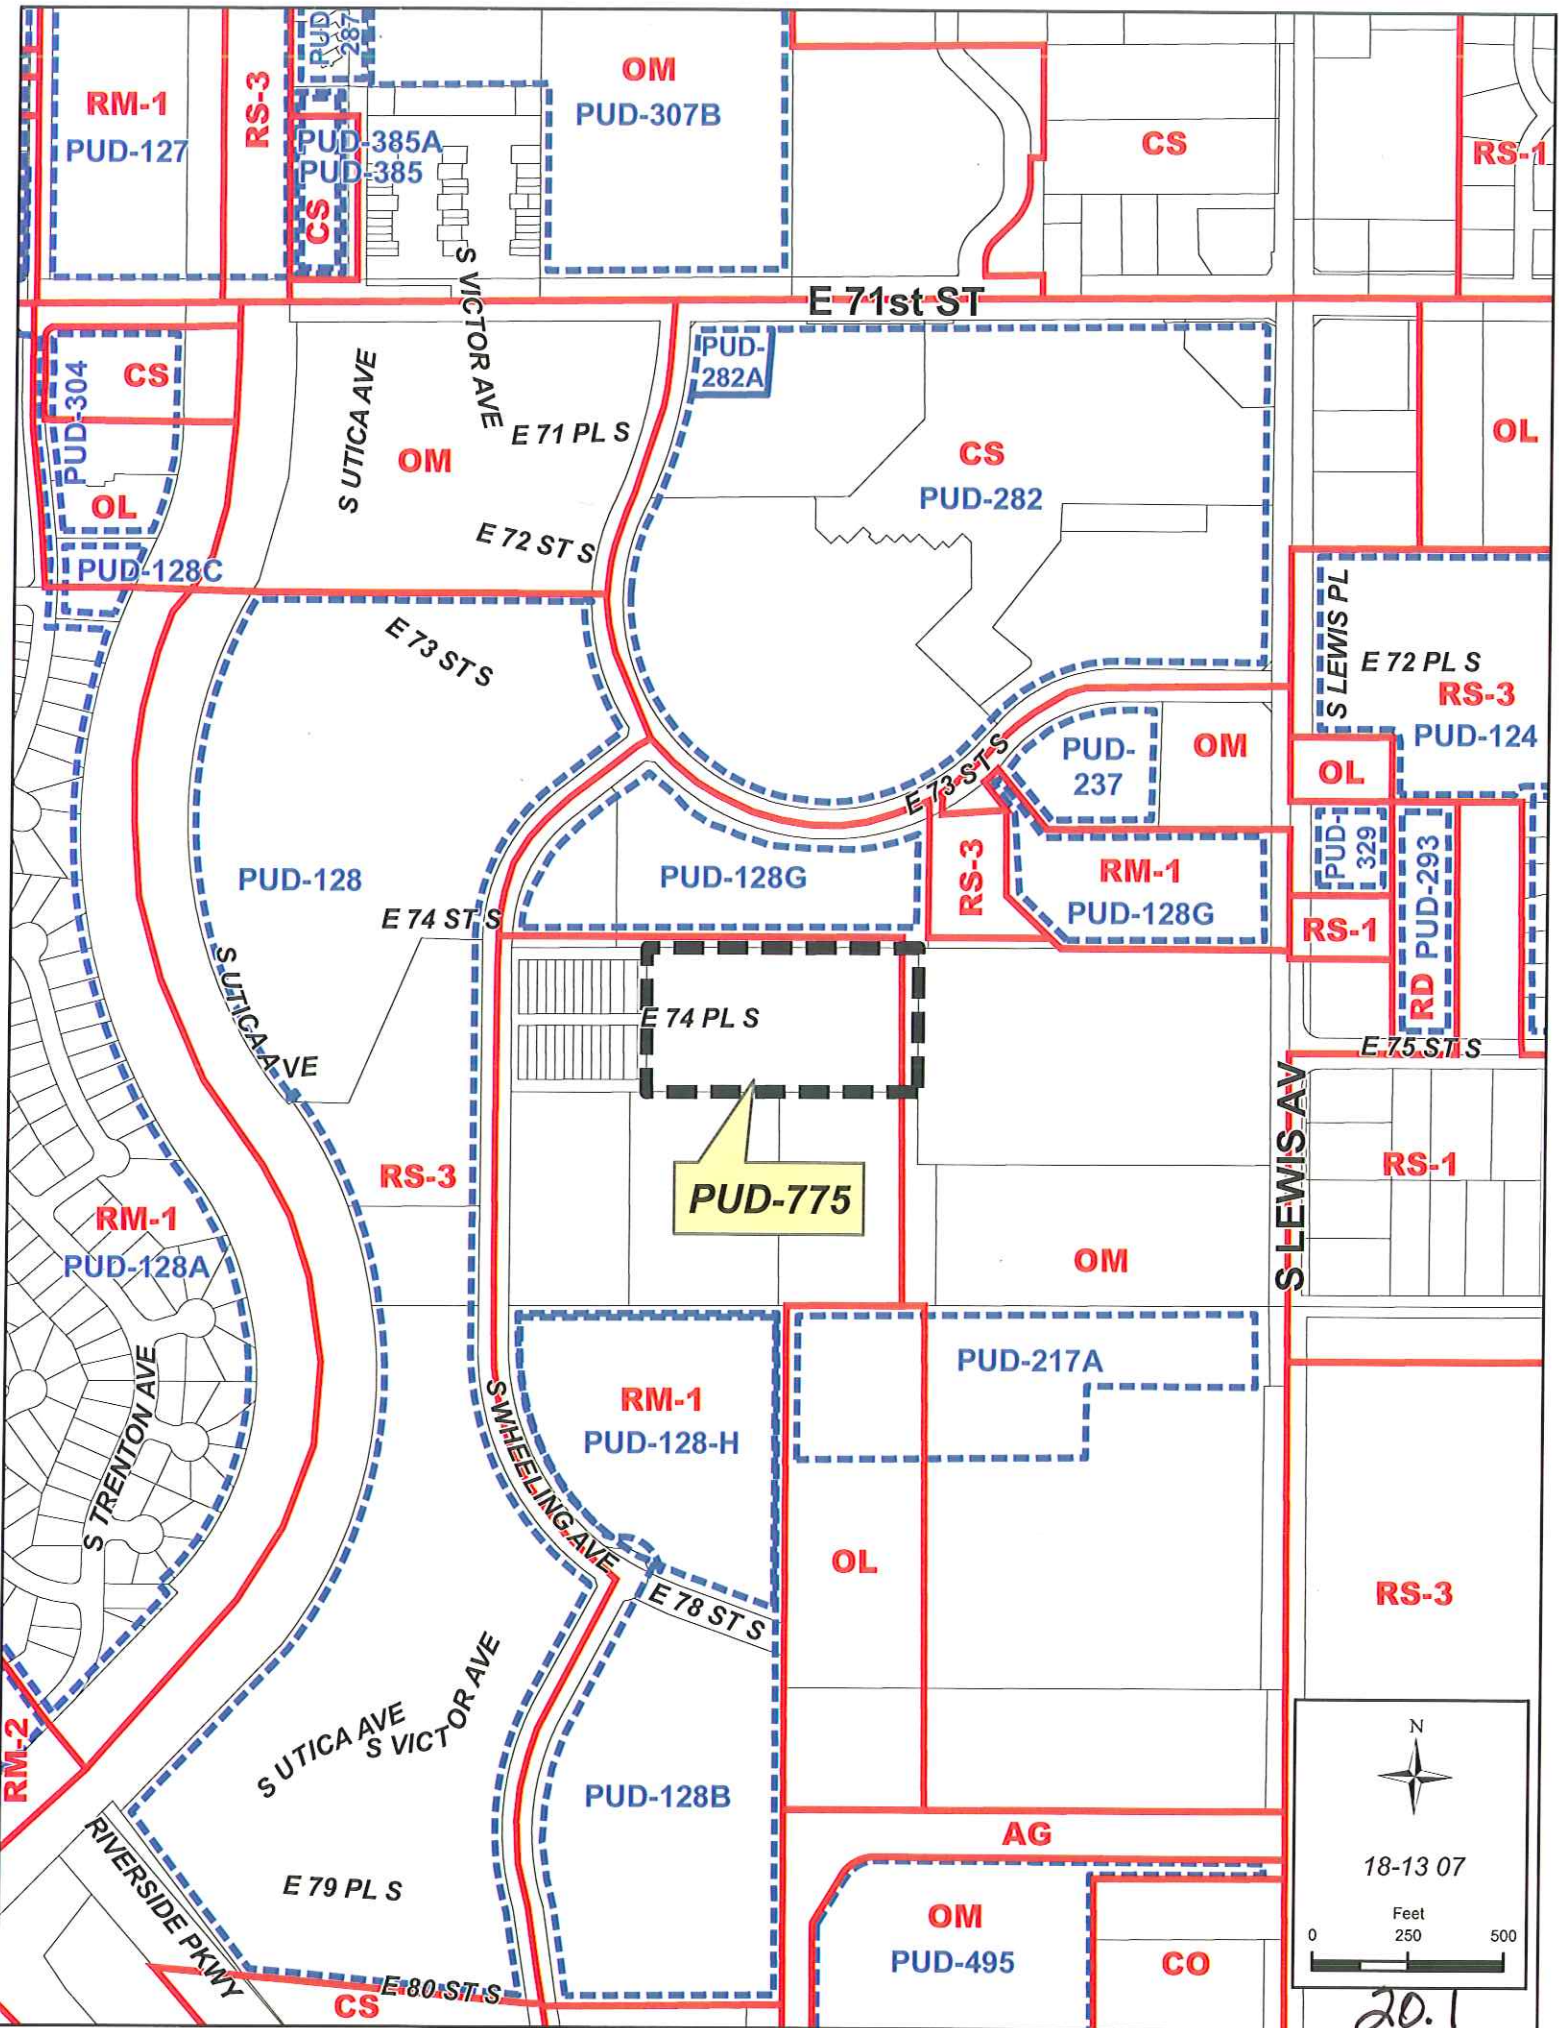 PUD
287
OM
PUD-307B
RM-1
PUD-127
RS-3
PUD-385A
PUD-385
CS
CS
RS-1
S VICTOR AVE
E 71st ST
PUD-304
CS
OL
PUD-128C
S UTICA AVE
OM
E 71 PL S
E 72 ST S
PUD-
282A
CS
PUD-282
OL
E 73 ST S
S LEWIS PL
E 72 PL S
RS-3
PUD-124
E 73 ST S
PUD-
237
OM
OL
PUD-128
PUD-128G
RS-3
RM-1
PUD-128G
PUD-
329
PUD-293
RD
RS-1
E 74 ST S
S UTICA AVE
E 74 PL S
E 75 ST S
PUD-775
RS-3
RM-1
PUD-128A
OM
S LEWIS AV
RS-1
S TRENTON AVE
S WHEELING AVE
RM-1
PUD-128-H
PUD-217A
OL
RS-3
E 78 ST S
S UTICA AVE
S VICTOR AVE
RM-2
PUD-128B
RIVERSIDE PKWY
E 79 PL S
AG
OM
PUD-495
CO
E 80 ST S
CS
N
18-13 07
Feet
0 250 500
20.1